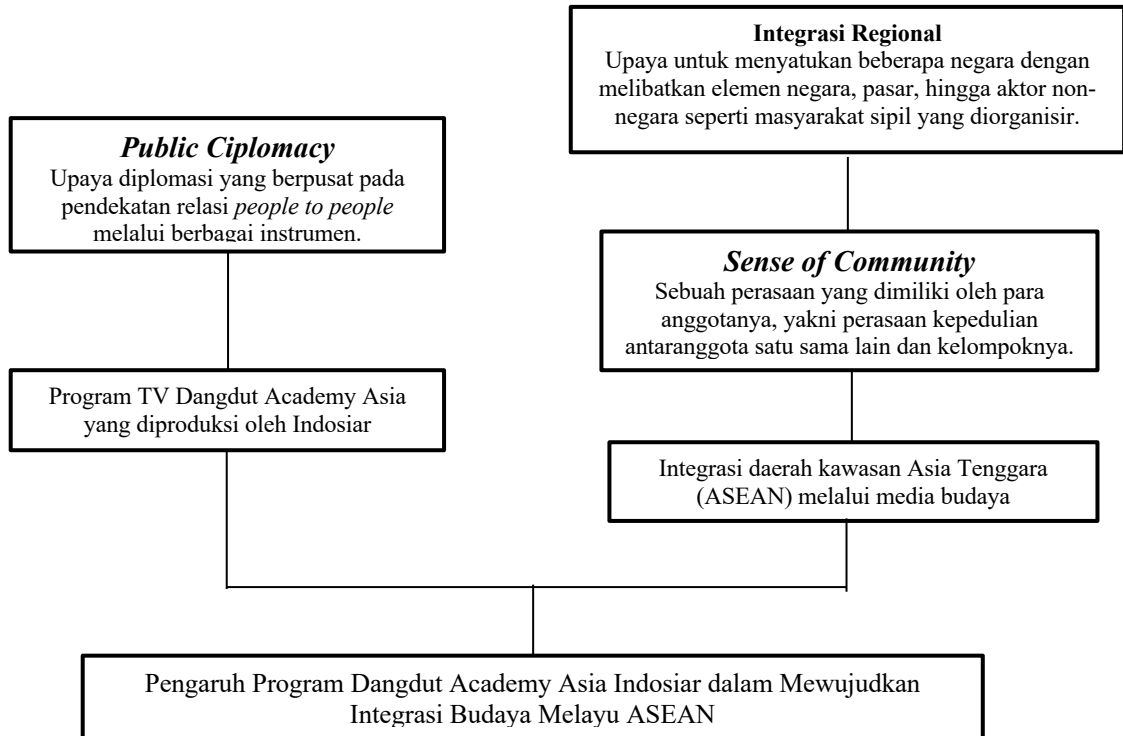 Integrasi Regional
Upaya untuk menyatukan beberapa negara dengan
melibatkan elemen negara, pasar, hingga aktor non-
negara seperti masyarakat sipil yang diorganisir.
Public Ciplomacy
Upaya diplomasi yang berpusat pada
pendekatan relasi people to people
melalui berbagai instrumen.
Sense of Community
Sebuah perasaan yang dimiliki oleh para
anggotanya, yakni perasaan kepedulian
antaranggota satu sama lain dan kelompoknya.
Program TV Dangdut Academy Asia
yang diproduksi oleh Indosiar
Integrasi daerah kawasan Asia Tenggara
(ASEAN) melalui media budaya
Pengaruh Program Dangdut Academy Asia Indosiar dalam Mewujudkan
Integrasi Budaya Melayu ASEAN